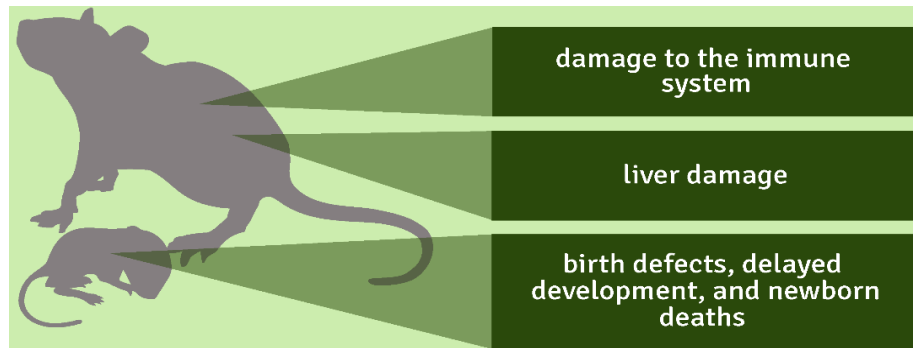 damage to the immune
system
liver damage
birth defects, delayed
development, and newborn
deaths